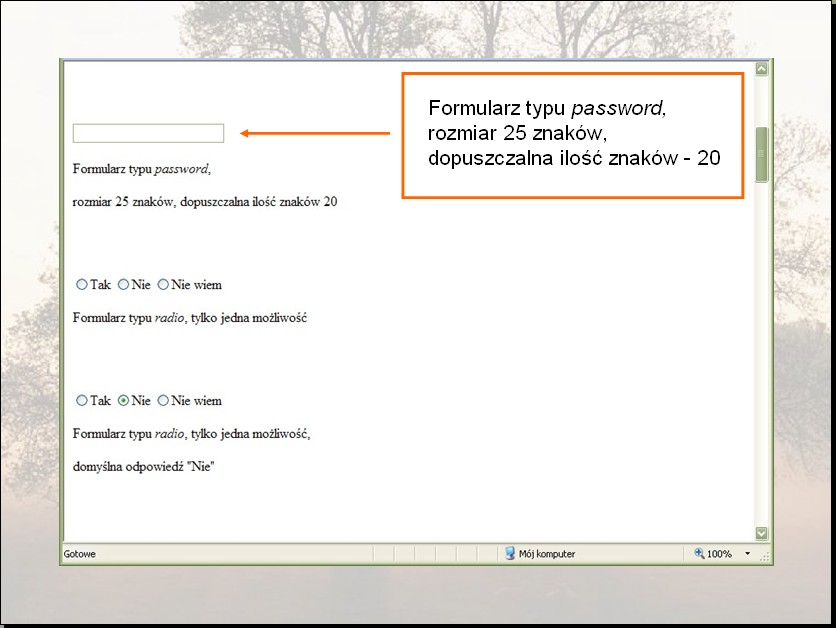 Formularz typu password,
rozmiar 25 znaków,
dopuszczalna ilość znaków - 20
Formularz typu password,
rozmiar 25 znaków, dopuszczalna ilość znaków 20
Tak Nie Nie wiem
Formularz typu radio, tylko jedna możliwość
Tak Nie Nie wiem
Formularz typu radio, tylko jedna możliwość,
domyślna odpowiedź "Nie"
Gotowe Mój komputer 100%